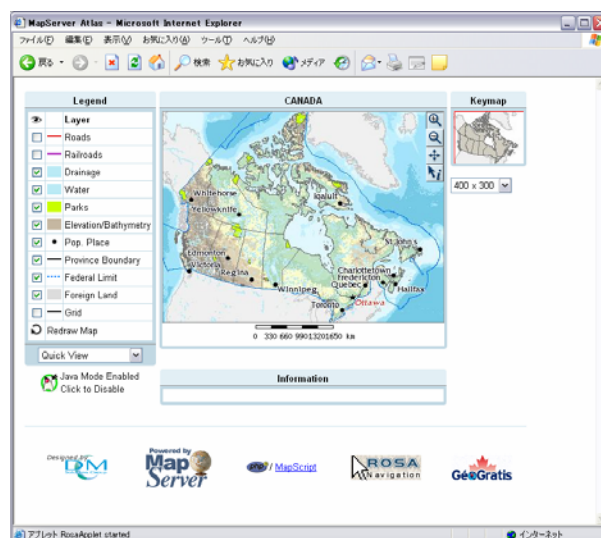 MapServer Atlas - Microsoft Internet Explorer
ファイル(F) 編集(E) 表示(V) お気に入り(A) ツール(T) ヘルプ(H)
戻る 検索 お気に入り メディア
Legend
Layer
Roads
Railroads
Drainage
Water
Parks
Elevation/Bathymetry
Pop. Place
Province Boundary
Federal Limit
Foreign Land
Grid
Redraw Map
Quick View
Java Mode Enabled
Click to Disable
CANADA
Whitehorse
Yellowknife
Iqaluit
St John's
Edmonton
Victoria
Regina
Winnipeg
Charlottetown
Fredericton
Quebec
Halifax
Ottawa
Toronto
0 330 660 99013201650 km
Information
Keymap
400 x 300
Designed by
DM
Powered by
Map
Server
php / MapScript
ROSA
Navigation
GéoGratis
アプレット RosaApplet started
インターネット